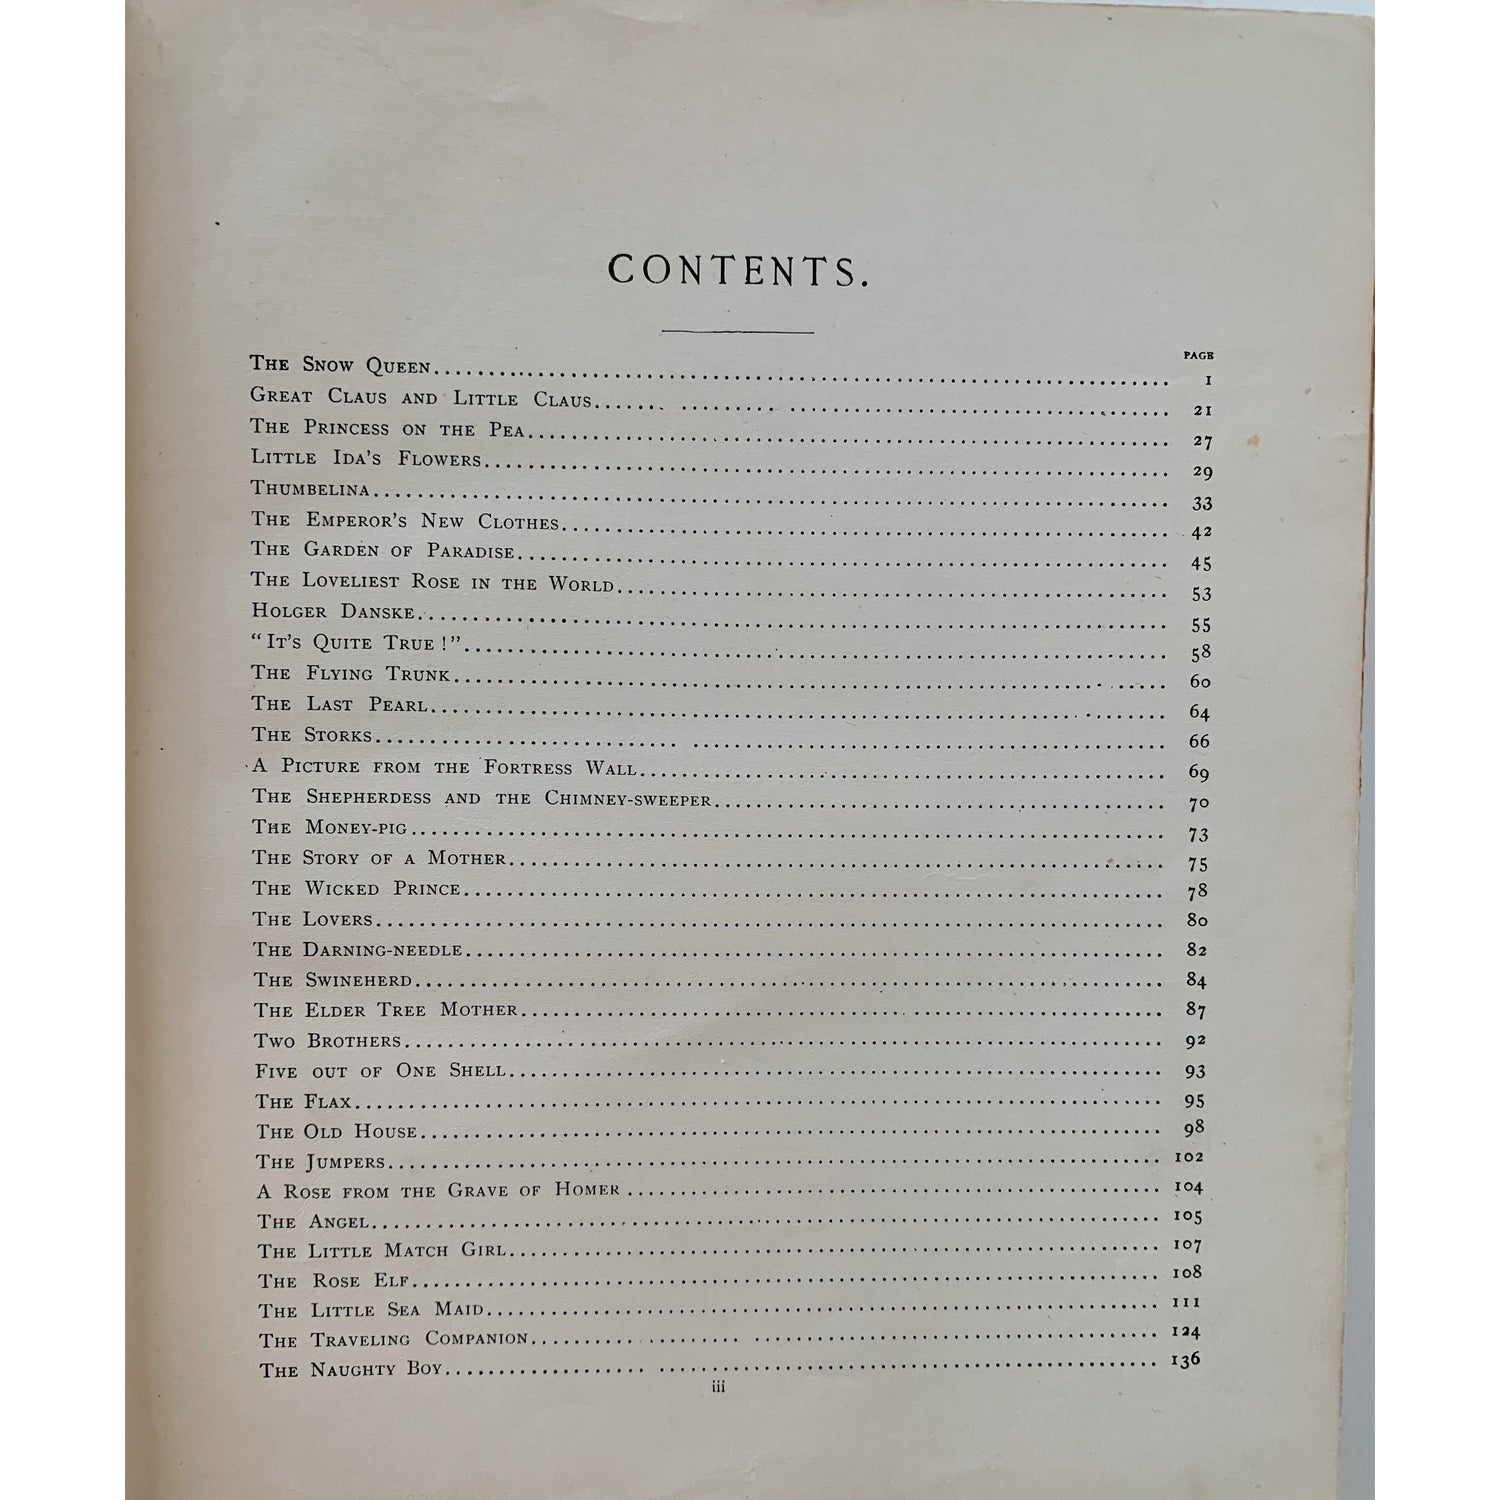 CONTENTS.
PAGE
The Snow Queen 1
Great Claus and Little Claus 21
The Princess on the Pea 27
Little Ida's Flowers 29
Thumbelina 33
The Emperor's New Clothes 42
The Garden of Paradise 45
The Loveliest Rose in the World 53
Holger Danske 55
"It's Quite True!" 58
The Flying Trunk 60
The Last Pearl 64
The Storks 66
A Picture from the Fortress Wall 69
The Shepherdess and the Chimney-sweeper 70
The Money-pig 73
The Story of a Mother 75
The Wicked Prince 78
The Lovers 80
The Darning-needle 82
The Swineherd 84
The Elder Tree Mother 87
Two Brothers 92
Five out of One Shell 93
The Flax 95
The Old House 98
The Jumpers 102
A Rose from the Grave of Homer 104
The Angel 105
The Little Match Girl 107
The Rose Elf 108
The Little Sea Maid 111
The Traveling Companion 124
The Naughty Boy 136
iii